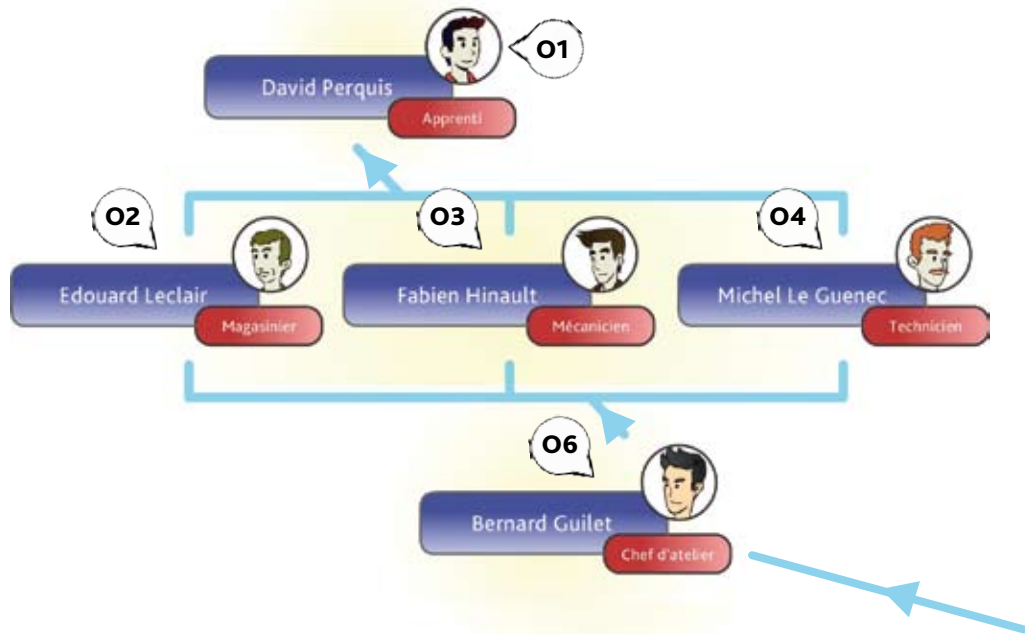 O1
David Perquis
Apprenti
O2
O3
O4
Edouard Leclair
Magasinier
Fabien Hinault
Mécanicien
Michel Le Guenec
Technicien
O6
Bernard Guilet
Chef d'atelier